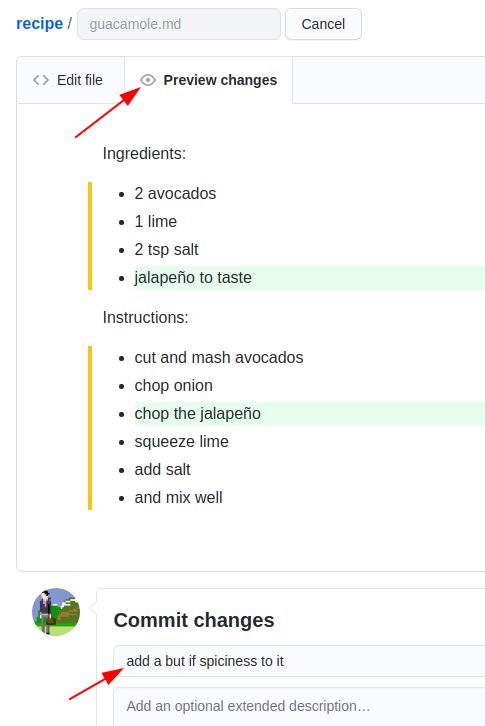 recipe / guacamole.md Cancel
<> Edit file Preview changes
Ingredients:
• 2 avocados
• 1 lime
• 2 tsp salt
• jalapeño to taste
Instructions:
• cut and mash avocados
• chop onion
• chop the jalapeño
• squeeze lime
• add salt
• and mix well
Commit changes
add a but if spiciness to it
Add an optional extended description…